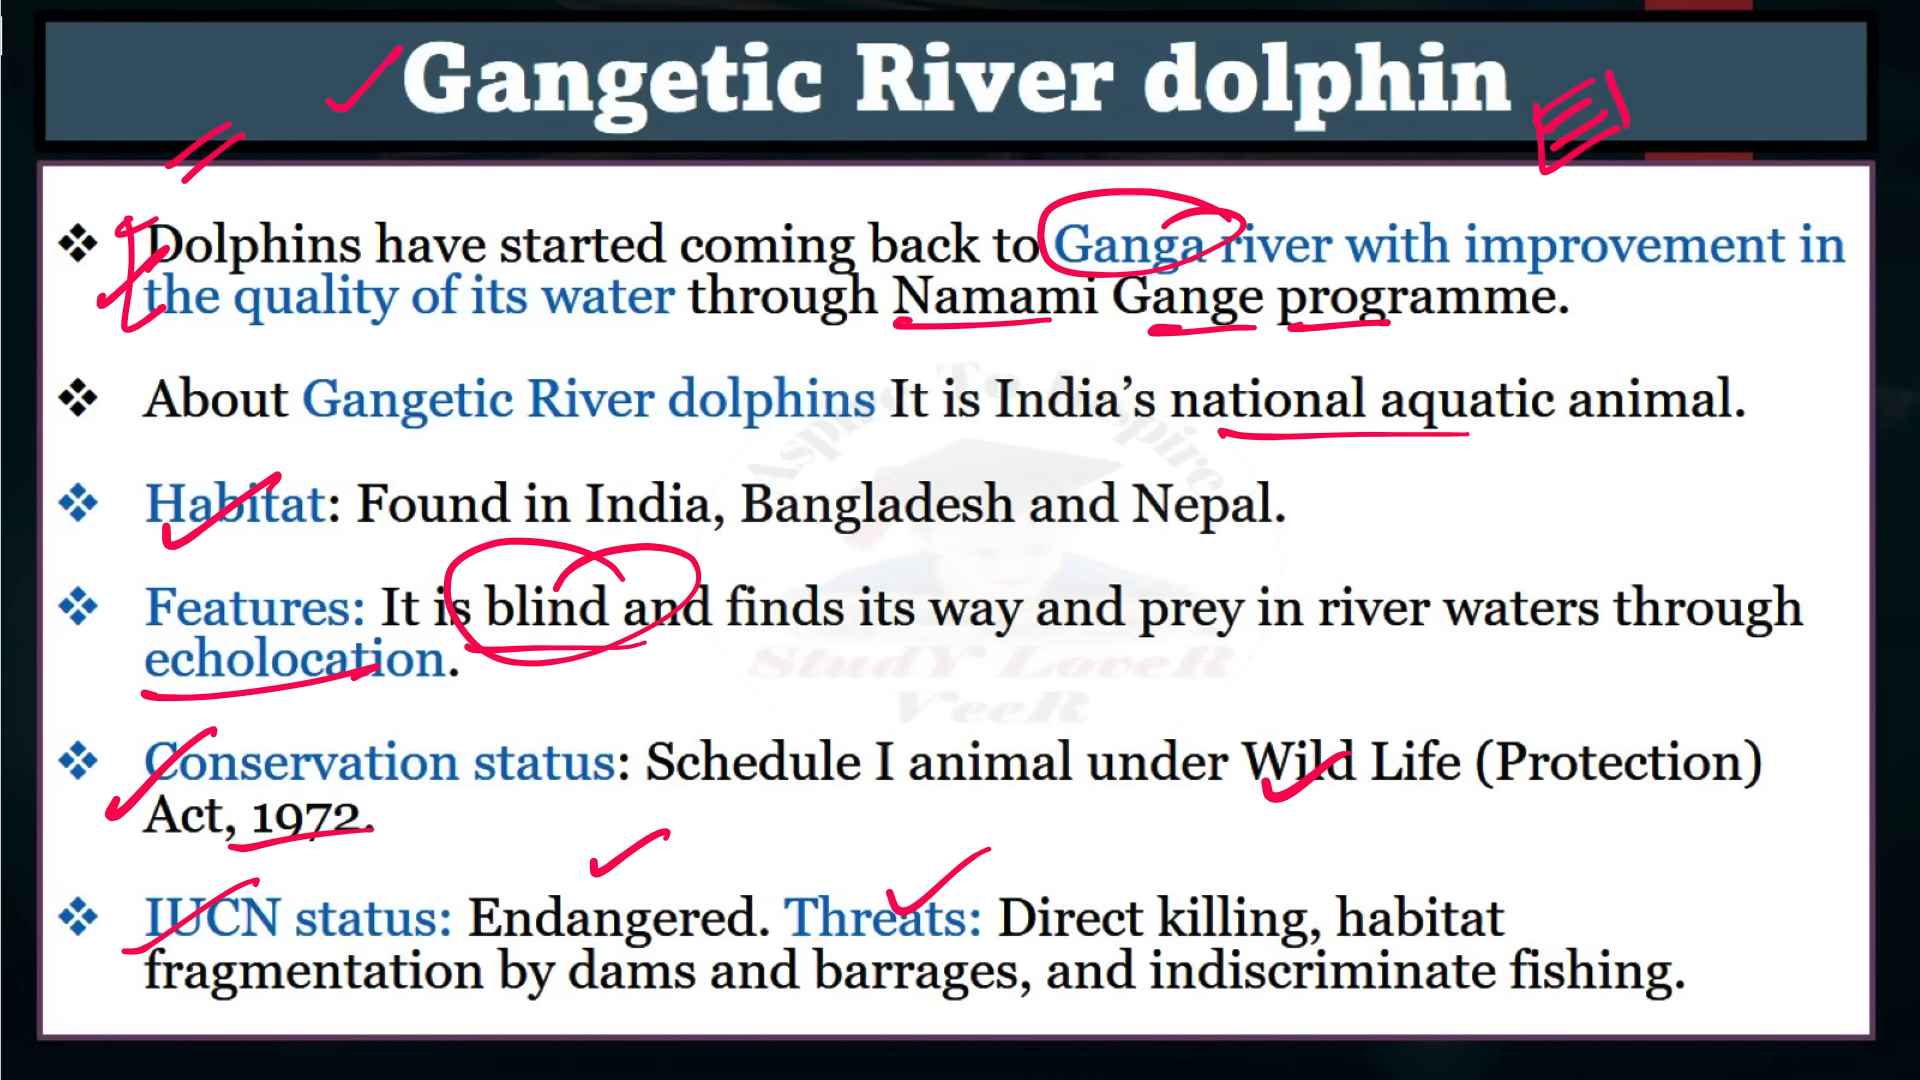 Gangetic River dolphin
❖ Dolphins have started coming back to Ganga river with improvement in
the quality of its water through Namami Gange programme.
❖ About Gangetic River dolphins It is India’s national aquatic animal.
❖ Habitat: Found in India, Bangladesh and Nepal.
❖ Features: It is blind and finds its way and prey in river waters through
echolocation.
❖ Conservation status: Schedule I animal under Wild Life (Protection)
Act, 1972.
❖ IUCN status: Endangered. Threats: Direct killing, habitat
fragmentation by dams and barrages, and indiscriminate fishing.
StudY LoveR
VeeR